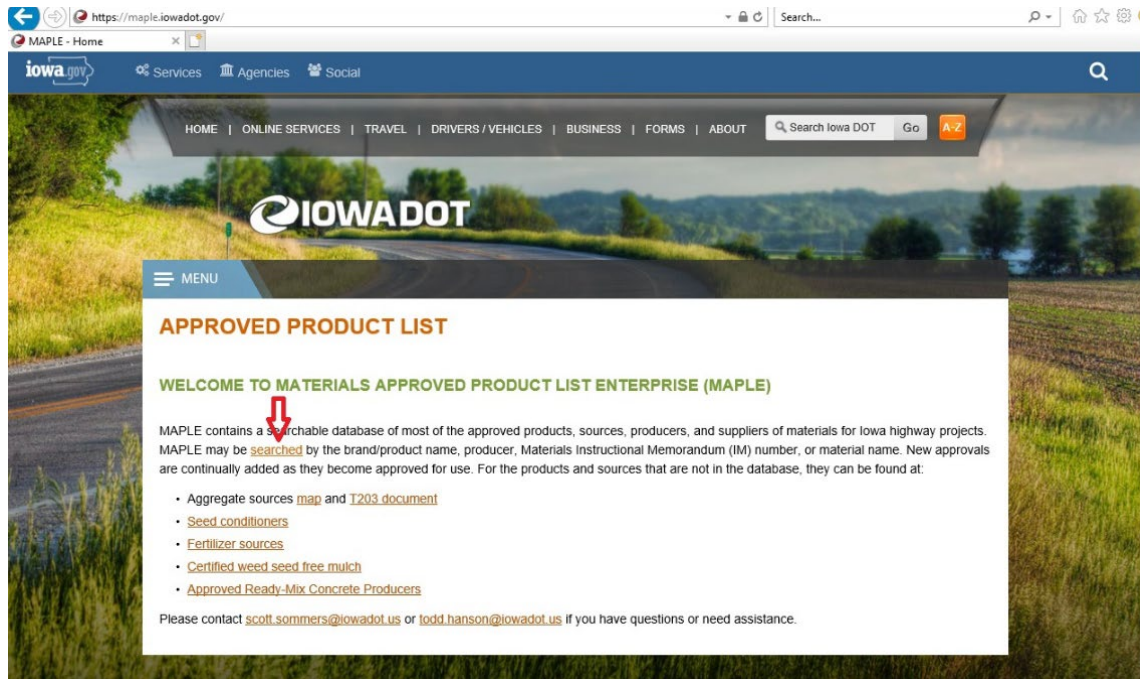 https://maple.iowadot.gov/
Search...
MAPLE - Home
iowa.gov Services Agencies Social
HOME | ONLINE SERVICES | TRAVEL | DRIVERS / VEHICLES | BUSINESS | FORMS | ABOUT Search Iowa DOT Go A-Z
IOWADOT
MENU
APPROVED PRODUCT LIST
WELCOME TO MATERIALS APPROVED PRODUCT LIST ENTERPRISE (MAPLE)
MAPLE contains a searchable database of most of the approved products, sources, producers, and suppliers of materials for Iowa highway projects.
MAPLE may be searched by the brand/product name, producer, Materials Instructional Memorandum (IM) number, or material name. New approvals
are continually added as they become approved for use. For the products and sources that are not in the database, they can be found at:
• Aggregate sources map and T203 document
• Seed conditioners
• Fertilizer sources
• Certified weed seed free mulch
• Approved Ready-Mix Concrete Producers
Please contact scott.sommers@iowadot.us or todd.hanson@iowadot.us if you have questions or need assistance.